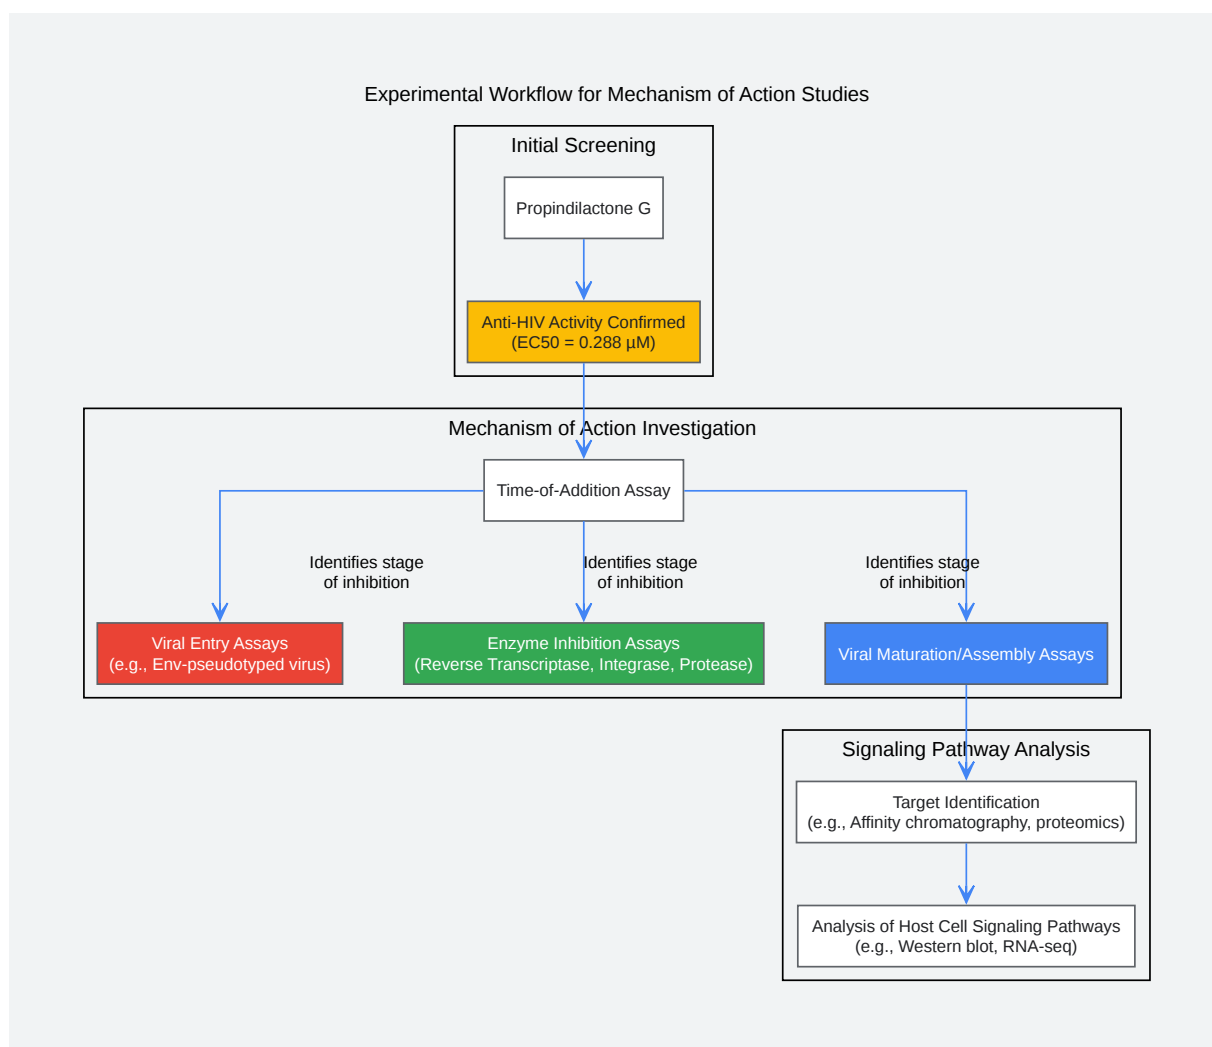 Experimental Workflow for Mechanism of Action Studies
Initial Screening
Propindilactone G
Anti-HIV Activity Confirmed
(EC50 = 0.288 µM)
Mechanism of Action Investigation
Time-of-Addition Assay
Identifies stage
of inhibition
Identifies stage
of inhibition
Identifies stage
of inhibition
Viral Entry Assays
(e.g., Env-pseudotyped virus)
Enzyme Inhibition Assays
(Reverse Transcriptase, Integrase, Protease)
Viral Maturation/Assembly Assays
Signaling Pathway Analysis
Target Identification
(e.g., Affinity chromatography, proteomics)
Analysis of Host Cell Signaling Pathways
(e.g., Western blot, RNA-seq)